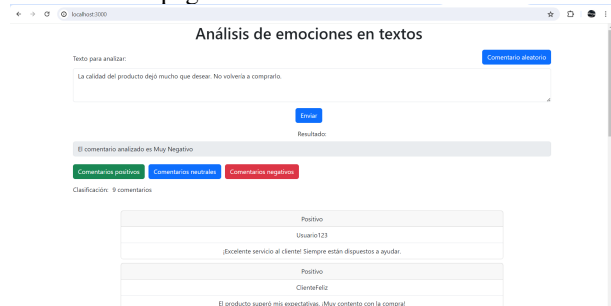 localhost:3000
Análisis de emociones en textos
Texto para analizar:
Comentario aleatorio
La calidad del producto dejó mucho que desear. No volvería a comprarlo.
Enviar
Resultado:
El comentario analizado es Muy Negativo
Comentarios positivos Comentarios neutrales Comentarios negativos
Clasificación: 9 comentarios
Positivo
Usuario123
¡Excelente servicio al cliente! Siempre están dispuestos a ayudar.
Positivo
ClienteFeliz
El producto superó mis expectativas. ¡Muy contento con la compra!